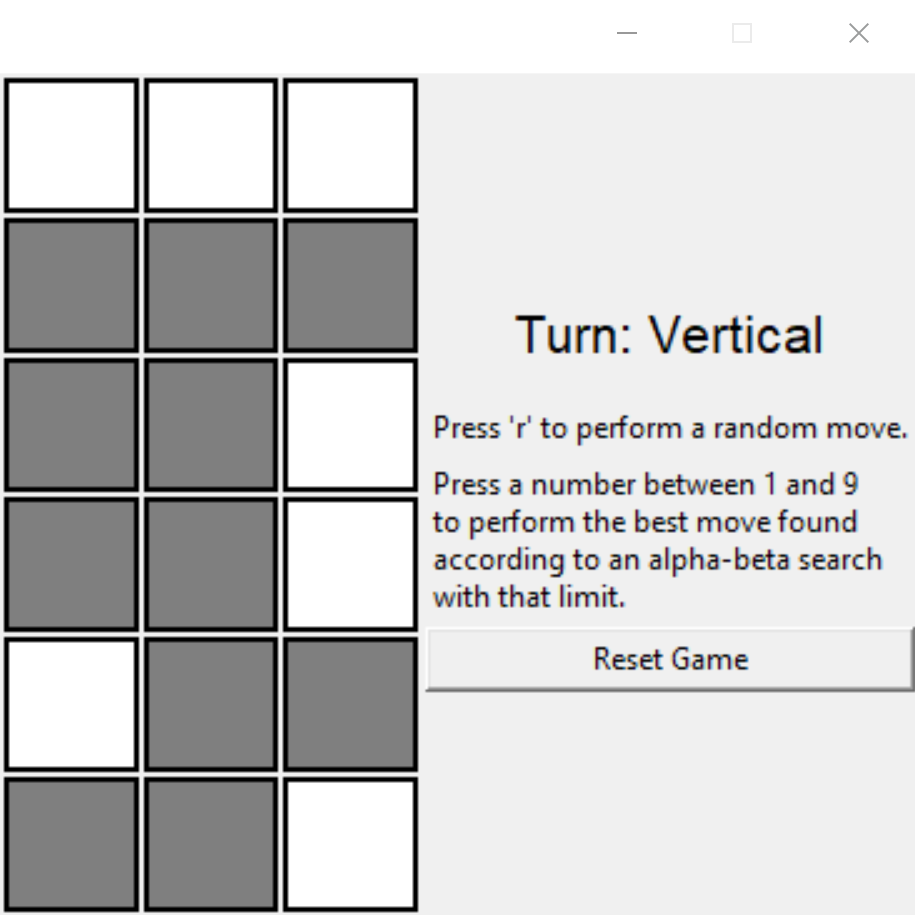 Turn: Vertical
Press 'r' to perform a random move.
Press a number between 1 and 9
to perform the best move found
according to an alpha-beta search
with that limit.
Reset Game